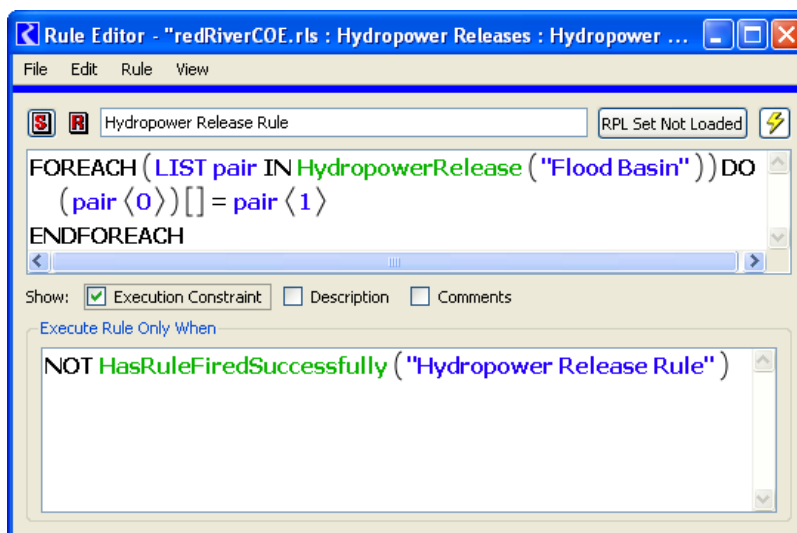 Rule Editor - "redRiverCOE.rls : Hydropower Releases : Hydropower ...
File Edit Rule View
S R Hydropower Release Rule RPL Set Not Loaded
FOREACH (LIST pair IN HydropowerRelease ("Flood Basin")) DO
(pair ⟨0⟩) [] = pair ⟨1⟩
ENDFOREACH
Show: Execution Constraint Description Comments
Execute Rule Only When
NOT HasRuleFiredSuccessfully ("Hydropower Release Rule")